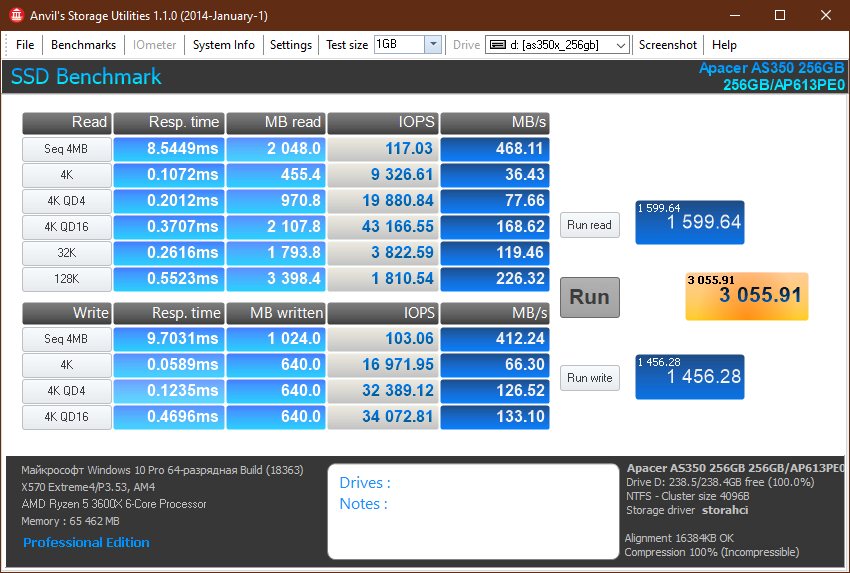 Anvil's Storage Utilities 1.1.0 (2014-January-1)
File Benchmarks IOmeter System Info Settings Test size 1GB Drive d: [as350x_256gb] Screenshot Help
SSD Benchmark
Apacer AS350 256GB
256GB/AP613PE0
Read Resp. time MB read IOPS MB/s
Seq 4MB 8.5449ms 2 048.0 117.03 468.11
4K 0.1072ms 455.4 9 326.61 36.43
4K QD4 0.2012ms 970.8 19 880.84 77.66
4K QD16 0.3707ms 2 107.8 43 166.55 168.62
32K 0.2616ms 1 793.8 3 822.59 119.46
128K 0.5523ms 3 398.4 1 810.54 226.32
Run read
1 599.64
1 599.64
Run
3 055.91
3 055.91
Write Resp. time MB written IOPS MB/s
Seq 4MB 9.7031ms 1 024.0 103.06 412.24
4K 0.0589ms 640.0 16 971.95 66.30
4K QD4 0.1235ms 640.0 32 389.12 126.52
4K QD16 0.4696ms 640.0 34 072.81 133.10
Run write
1 456.28
1 456.28
Майкрософт Windows 10 Pro 64-разрядная Build (18363)
X570 Extreme4/P3.53, AM4
AMD Ryzen 5 3600X 6-Core Processor
Memory : 65 462 MB
Professional Edition
Drives :
Notes :
Apacer AS350 256GB 256GB/AP613PE0
Drive D: 238.5/238.4GB free (100.0%)
NTFS - Cluster size 4096B
Storage driver storahci
Alignment 16384KB OK
Compression 100% (Incompressible)